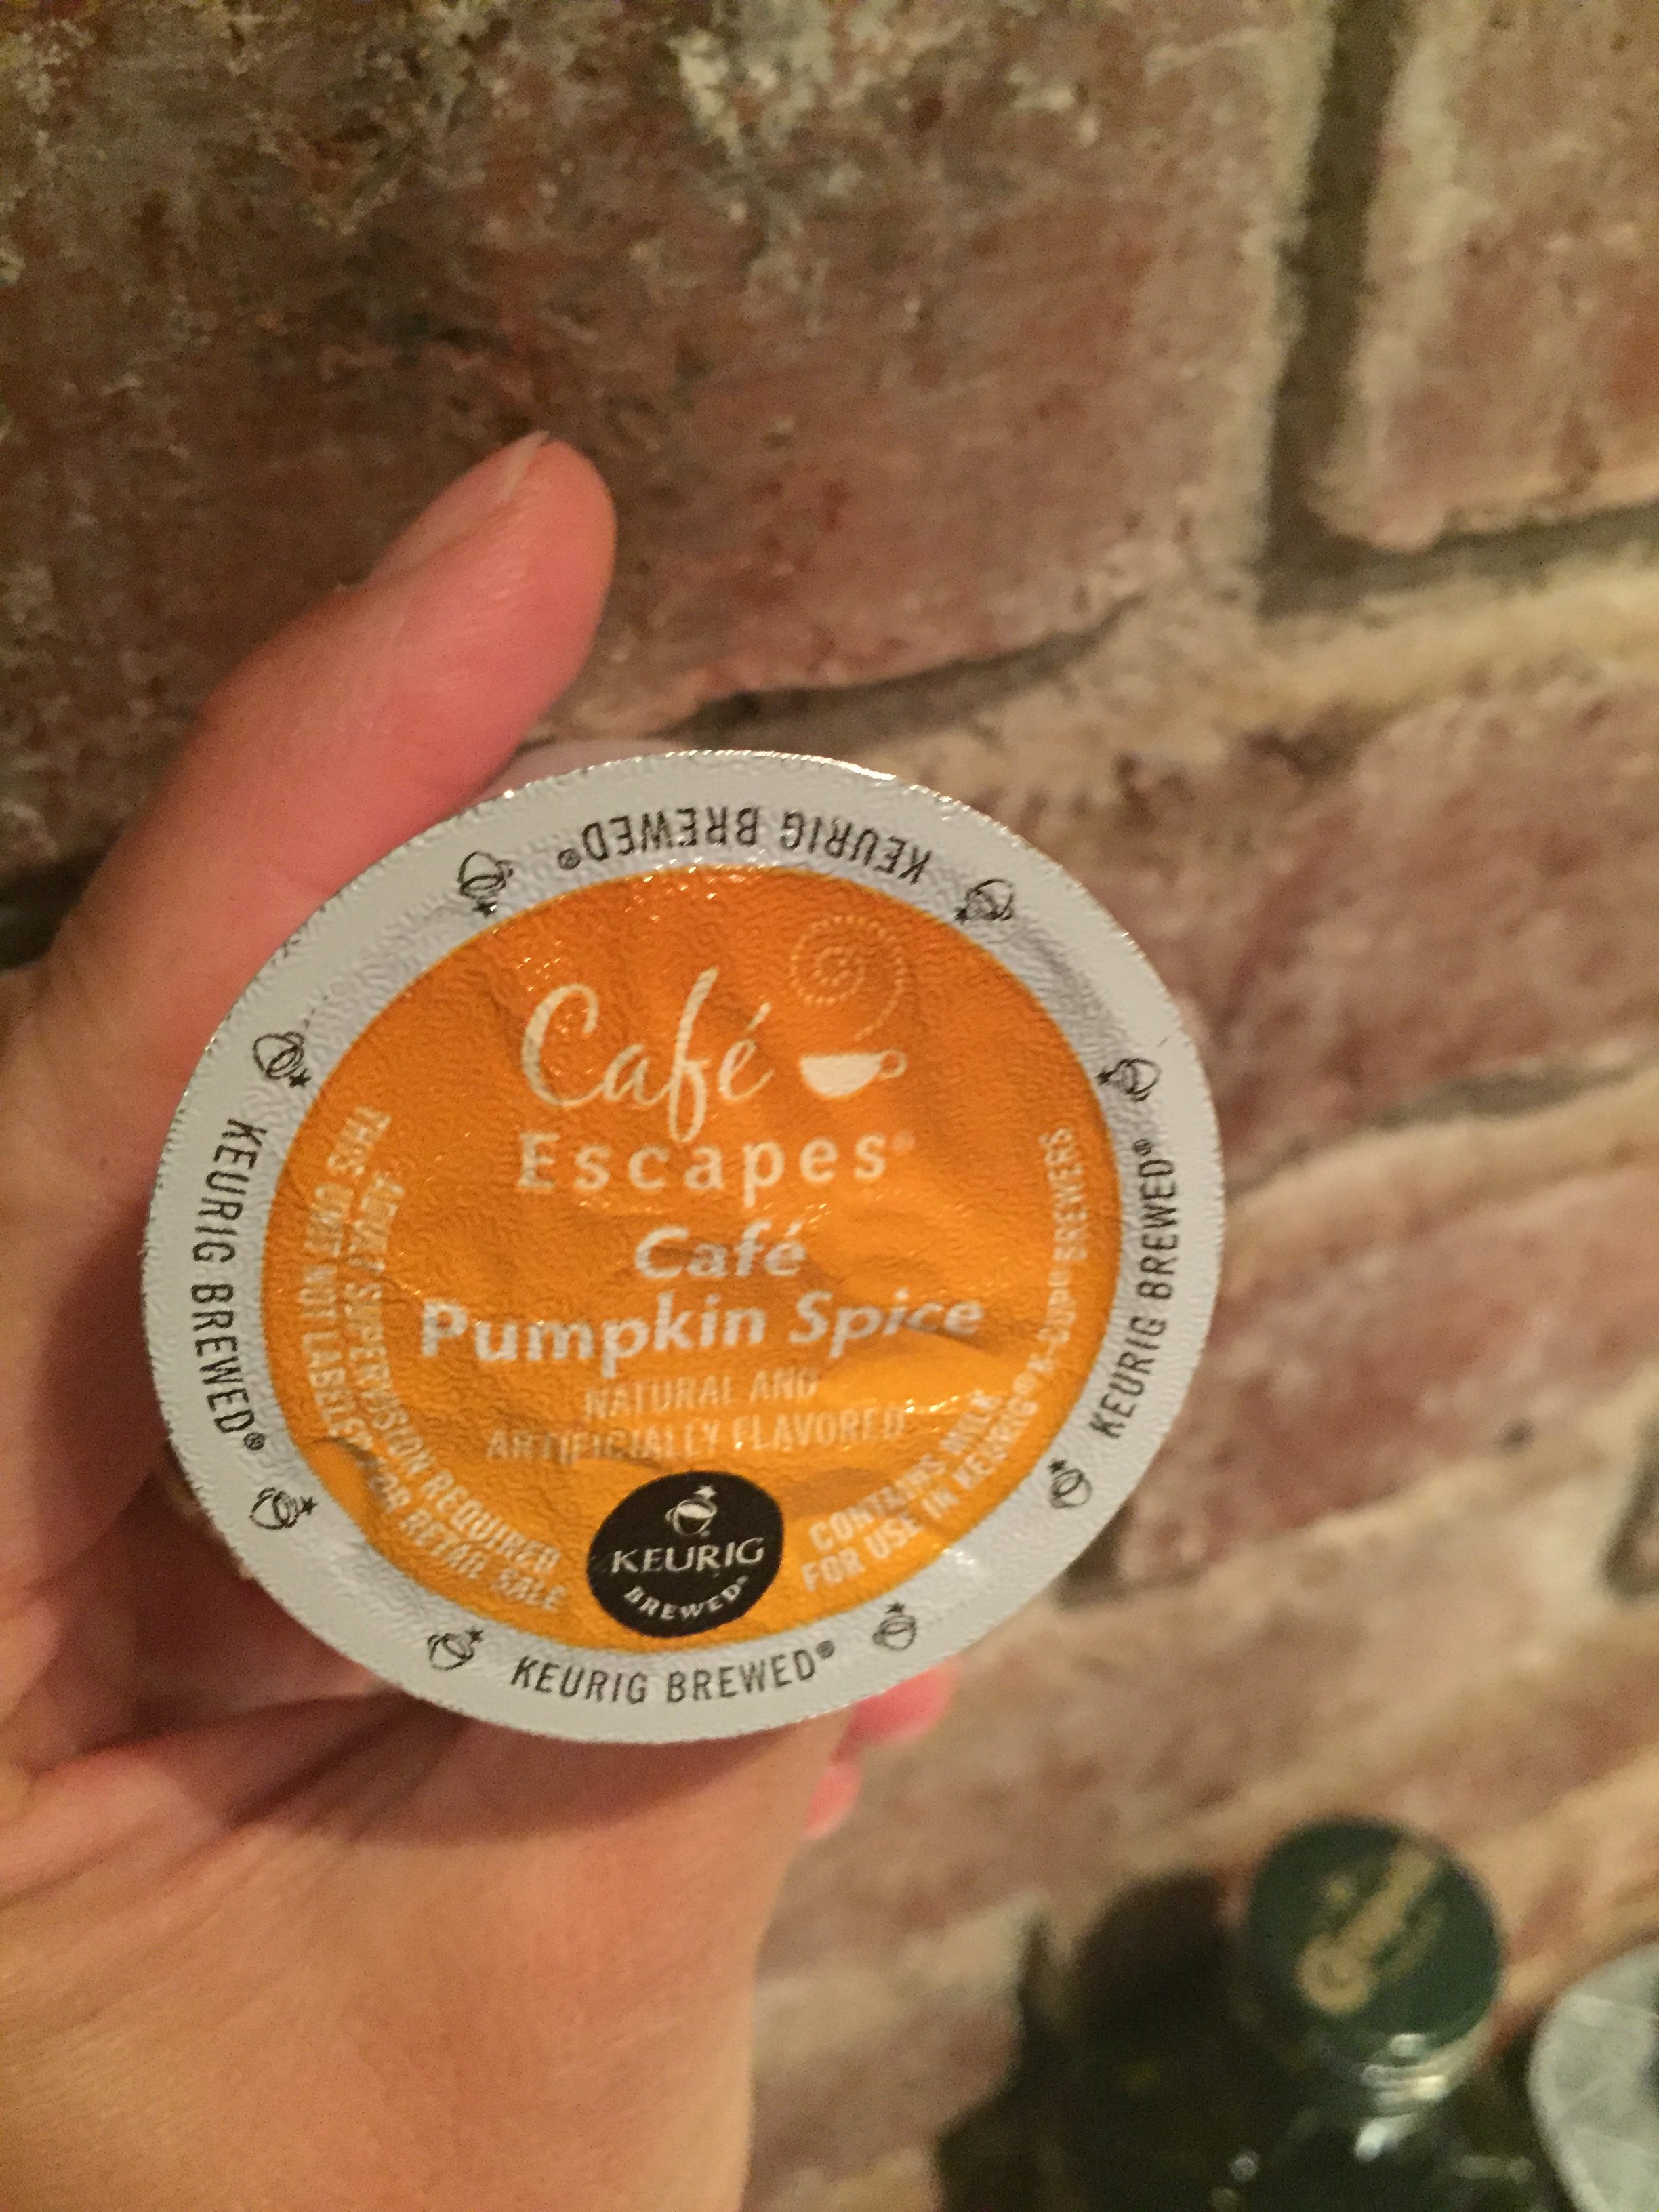 Café
Escapes®
Café
Pumpkin Spice
NATURAL AND
ARTIFICIALLY FLAVORED
KEURIG
BREWED®
ADULT SUPERVISION REQUIRED
THIS UNIT NOT LABELED FOR RETAIL SALE
CONTAINS MILK
FOR USE IN KEURIG® K-CUP® BREWERS
KEURIG BREWED®
KEURIG BREWED®
KEURIG BREWED®
KEURIG BREWED®